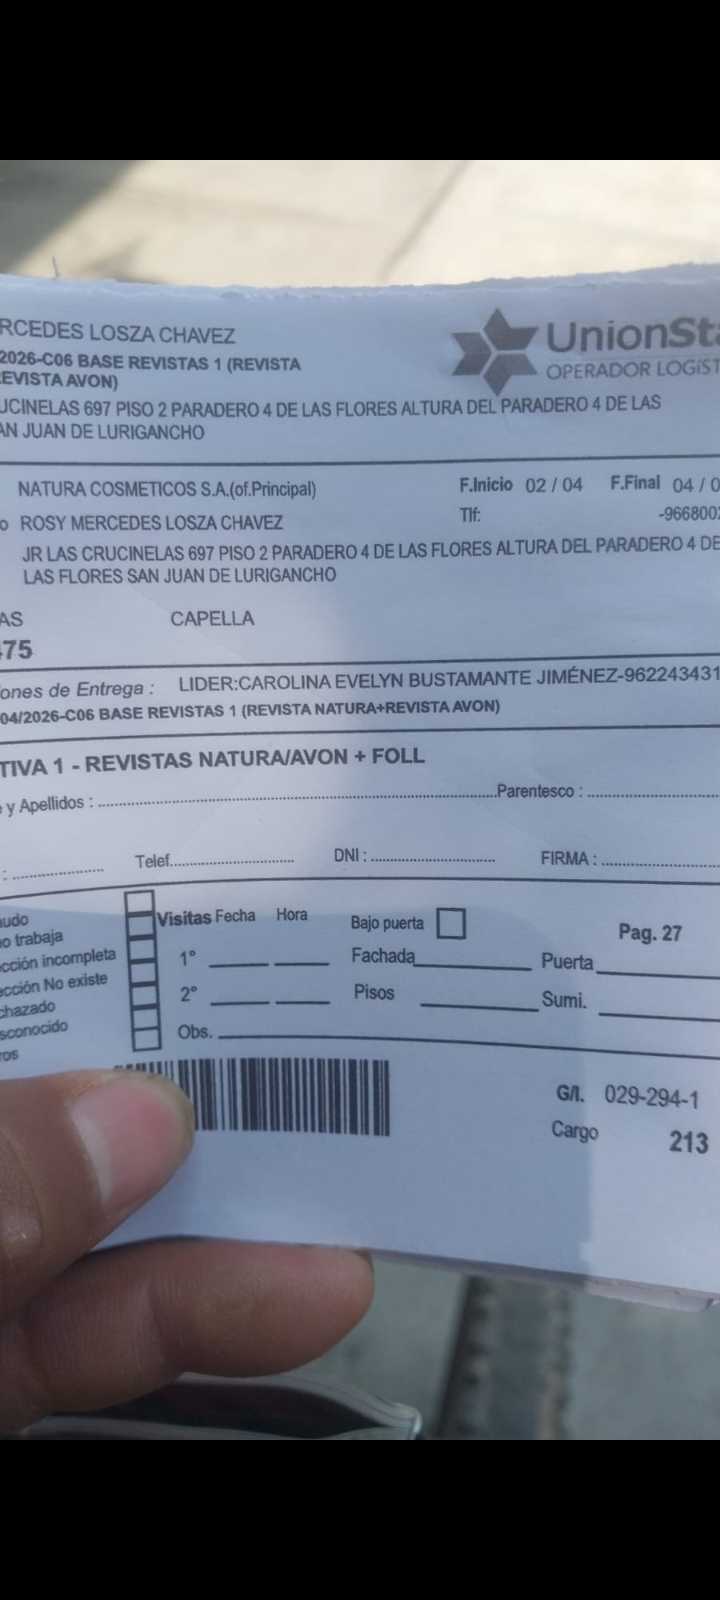 RCEDES LOSZA CHAVEZ
2026-C06 BASE REVISTAS 1 (REVISTA
EVISTA AVON)
UCINELAS 697 PISO 2 PARADERO 4 DE LAS FLORES ALTURA DEL PARADERO 4 DE LAS
AN JUAN DE LURIGANCHO
UnionSta
OPERADOR LOGÍST
NATURA COSMETICOS S.A.(of.Principal)
F.Inicio 02 / 04 F.Final 04 / 0
o ROSY MERCEDES LOSZA CHAVEZ
Tlf: -966800
JR LAS CRUCINELAS 697 PISO 2 PARADERO 4 DE LAS FLORES ALTURA DEL PARADERO 4 DE
LAS FLORES SAN JUAN DE LURIGANCHO
AS CAPELLA
475
ones de Entrega : LIDER:CAROLINA EVELYN BUSTAMANTE JIMÉNEZ-962243431
04/2026-C06 BASE REVISTAS 1 (REVISTA NATURA+REVISTA AVON)
TIVA 1 - REVISTAS NATURA/AVON + FOLL
y Apellidos : Parentesco :
: Telef. DNI : FIRMA :
udo
o trabaja
cción incompleta
cción No existe
chazado
sconocido
ros
Visitas Fecha Hora
1°
2°
Obs.
Bajo puerta
Fachada
Pisos
Pag. 27
Puerta
Sumi.
G/I. 029-294-1
Cargo 213